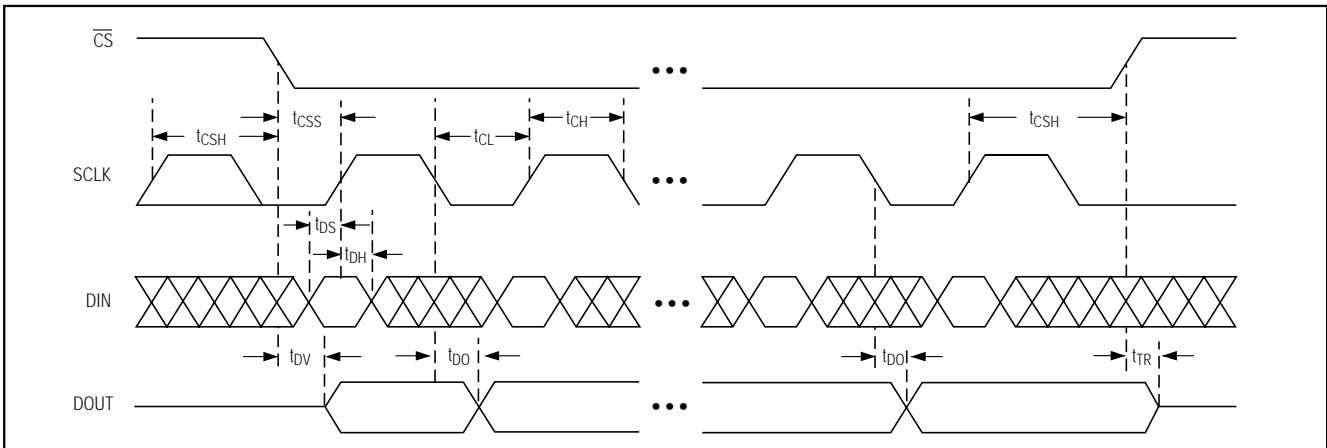 CS
tCSH
tCSS
tCL
tCH
tCSH
SCLK
tDS
tDH
DIN
tDV
tDO
tDO
tTR
DOUT